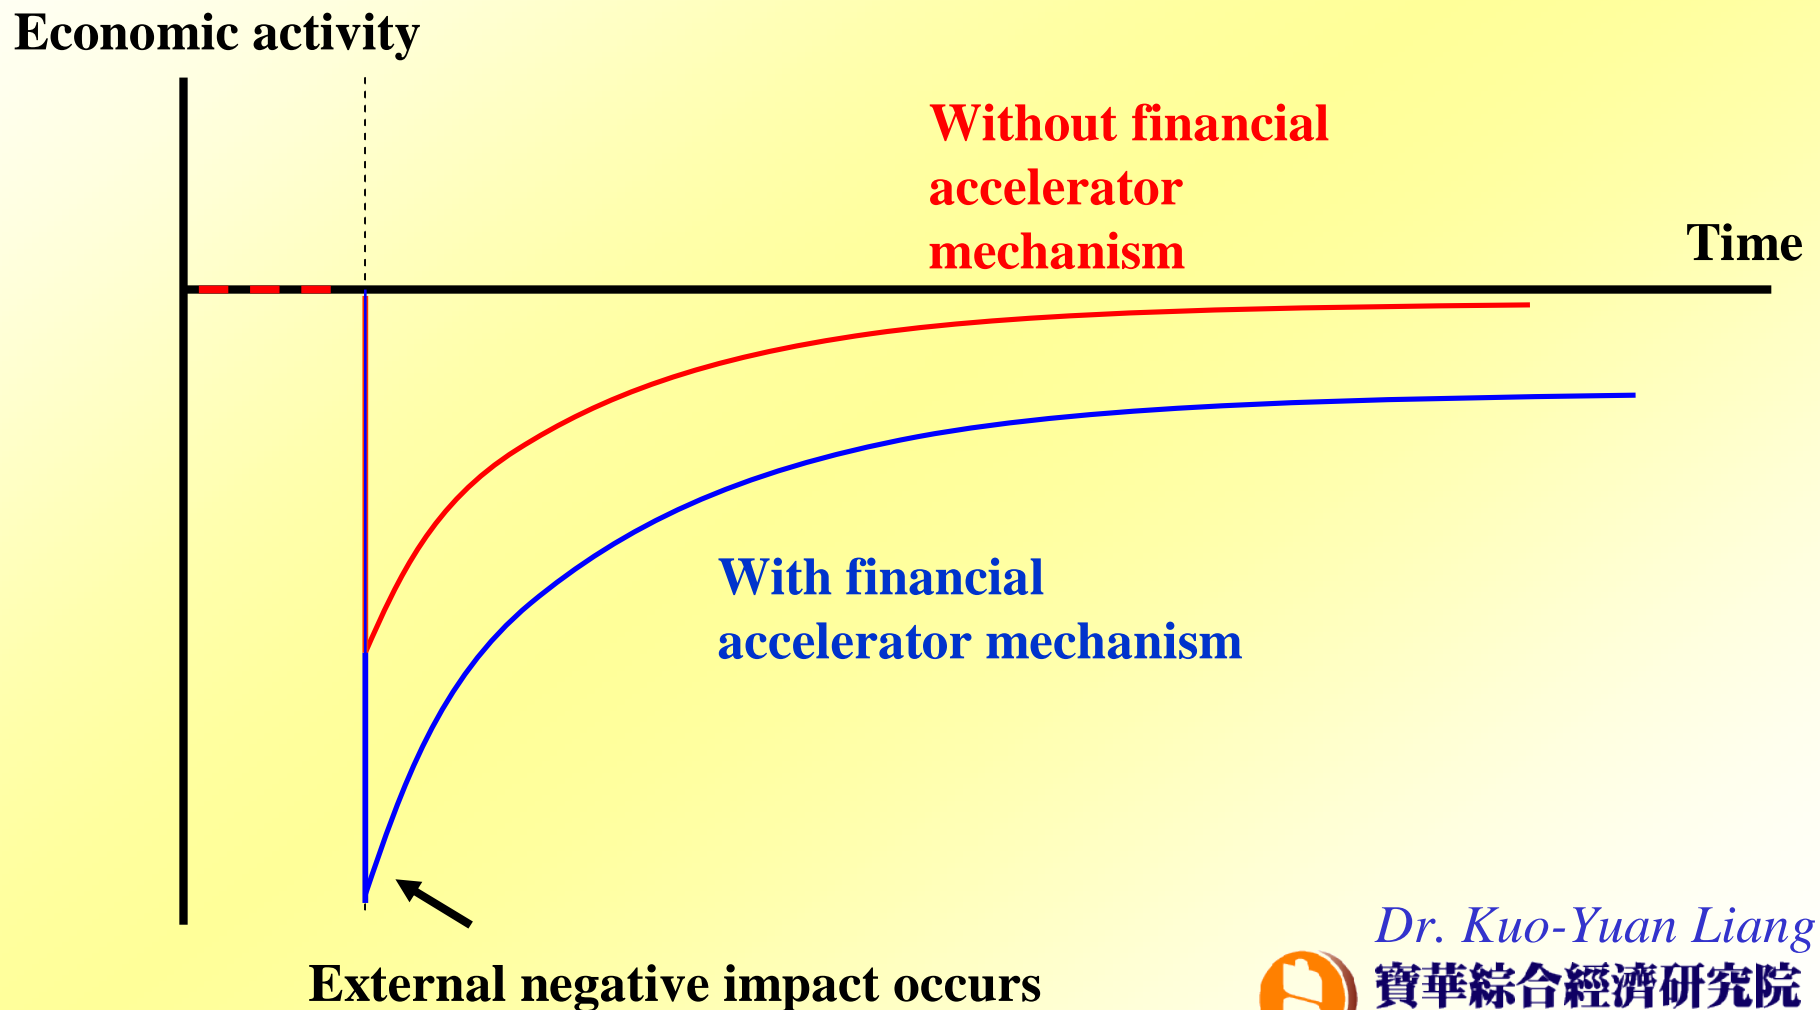 Economic activity
Without financial
accelerator
mechanism
Time
With financial
accelerator mechanism
External negative impact occurs
Dr. Kuo-Yuan Liang
寶華綜合經濟研究院